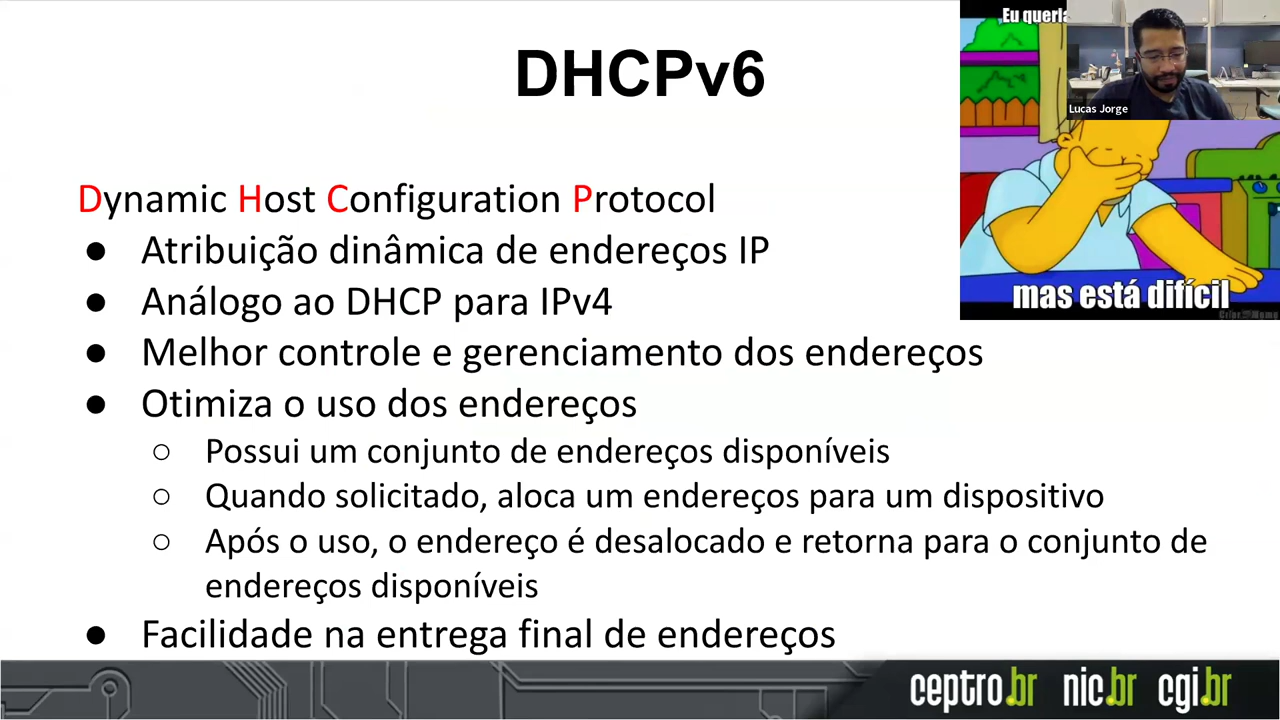 DHCPv6
Eu queria
Lucas Jorge
mas está difícil
Dynamic Host Configuration Protocol
● Atribuição dinâmica de endereços IP
● Análogo ao DHCP para IPv4
● Melhor controle e gerenciamento dos endereços
● Otimiza o uso dos endereços
○ Possui um conjunto de endereços disponíveis
○ Quando solicitado, aloca um endereços para um dispositivo
○ Após o uso, o endereço é desalocado e retorna para o conjunto de
endereços disponíveis
● Facilidade na entrega final de endereços
ceptro.br nic.br cgi.br